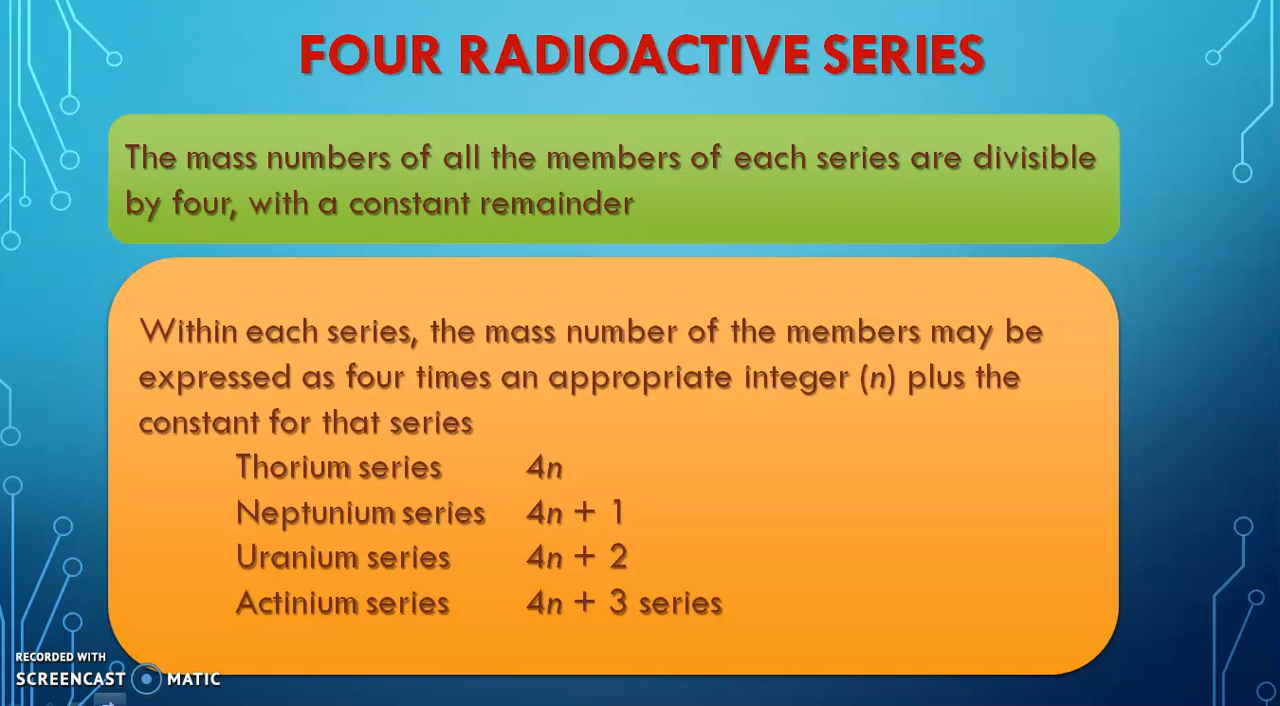 FOUR RADIOACTIVE SERIES
The mass numbers of all the members of each series are divisible
by four, with a constant remainder
Within each series, the mass number of the members may be
expressed as four times an appropriate integer (n) plus the
constant for that series
Thorium series 4n
Neptunium series 4n + 1
Uranium series 4n + 2
Actinium series 4n + 3 series
RECORDED WITH
SCREENCAST MATIC